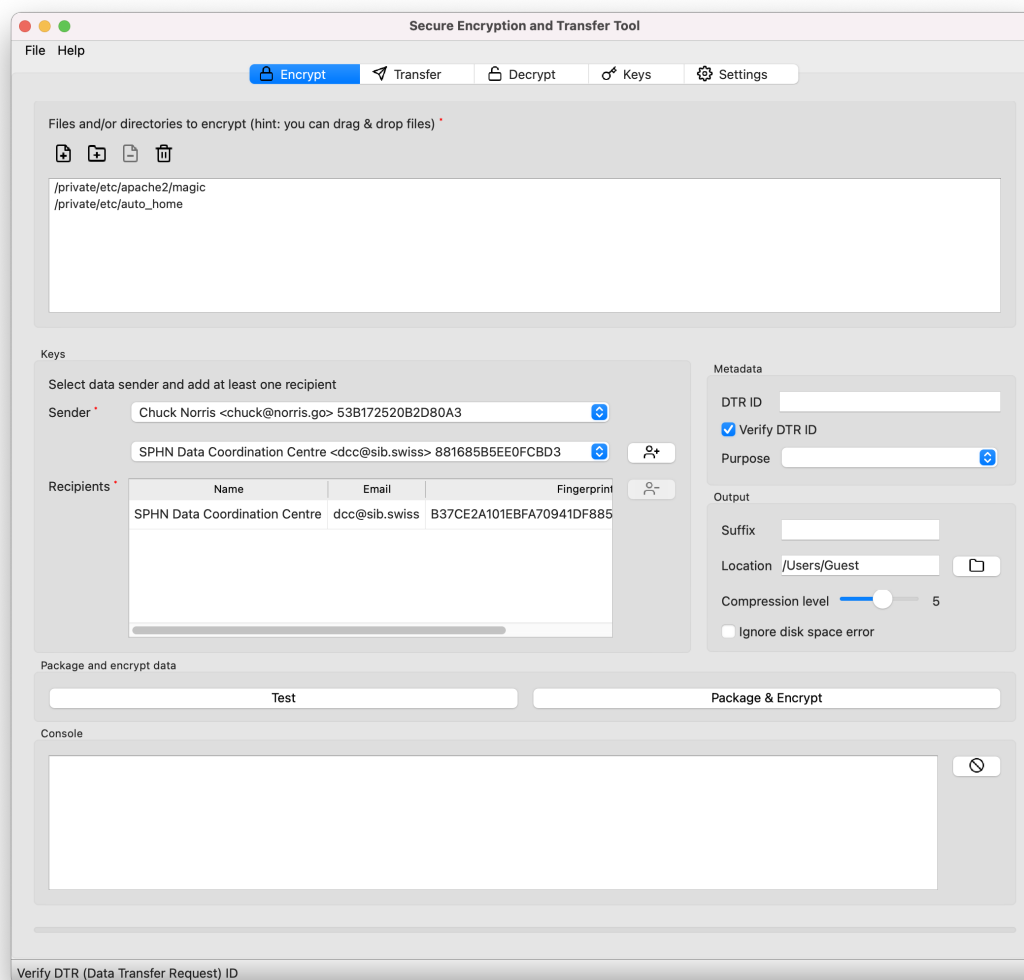 Secure Encryption and Transfer Tool
File Help
Encrypt Transfer Decrypt Keys Settings
Files and/or directories to encrypt (hint: you can drag & drop files) *
/private/etc/apache2/magic
/private/etc/auto_home
Keys
Select data sender and add at least one recipient
Sender *
Chuck Norris <chuck@norris.go> 53B172520B2D80A3
SPHN Data Coordination Centre <dcc@sib.swiss> 881685B5EE0FCBD3
Recipients *
Name Email Fingerprint
SPHN Data Coordination Centre dcc@sib.swiss B37CE2A101EBFA70941DF885
Metadata
DTR ID
Verify DTR ID
Purpose
Output
Suffix
Location /Users/Guest
Compression level 5
Ignore disk space error
Package and encrypt data
Test Package & Encrypt
Console
Verify DTR (Data Transfer Request) ID